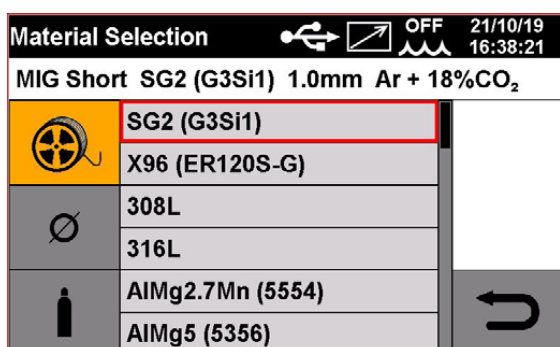 Material Selection OFF 21/10/19
16:38:21
MIG Short SG2 (G3Si1) 1.0mm Ar + 18%CO₂
SG2 (G3Si1)
X96 (ER120S-G)
308L
316L
AlMg2.7Mn (5554)
AlMg5 (5356)